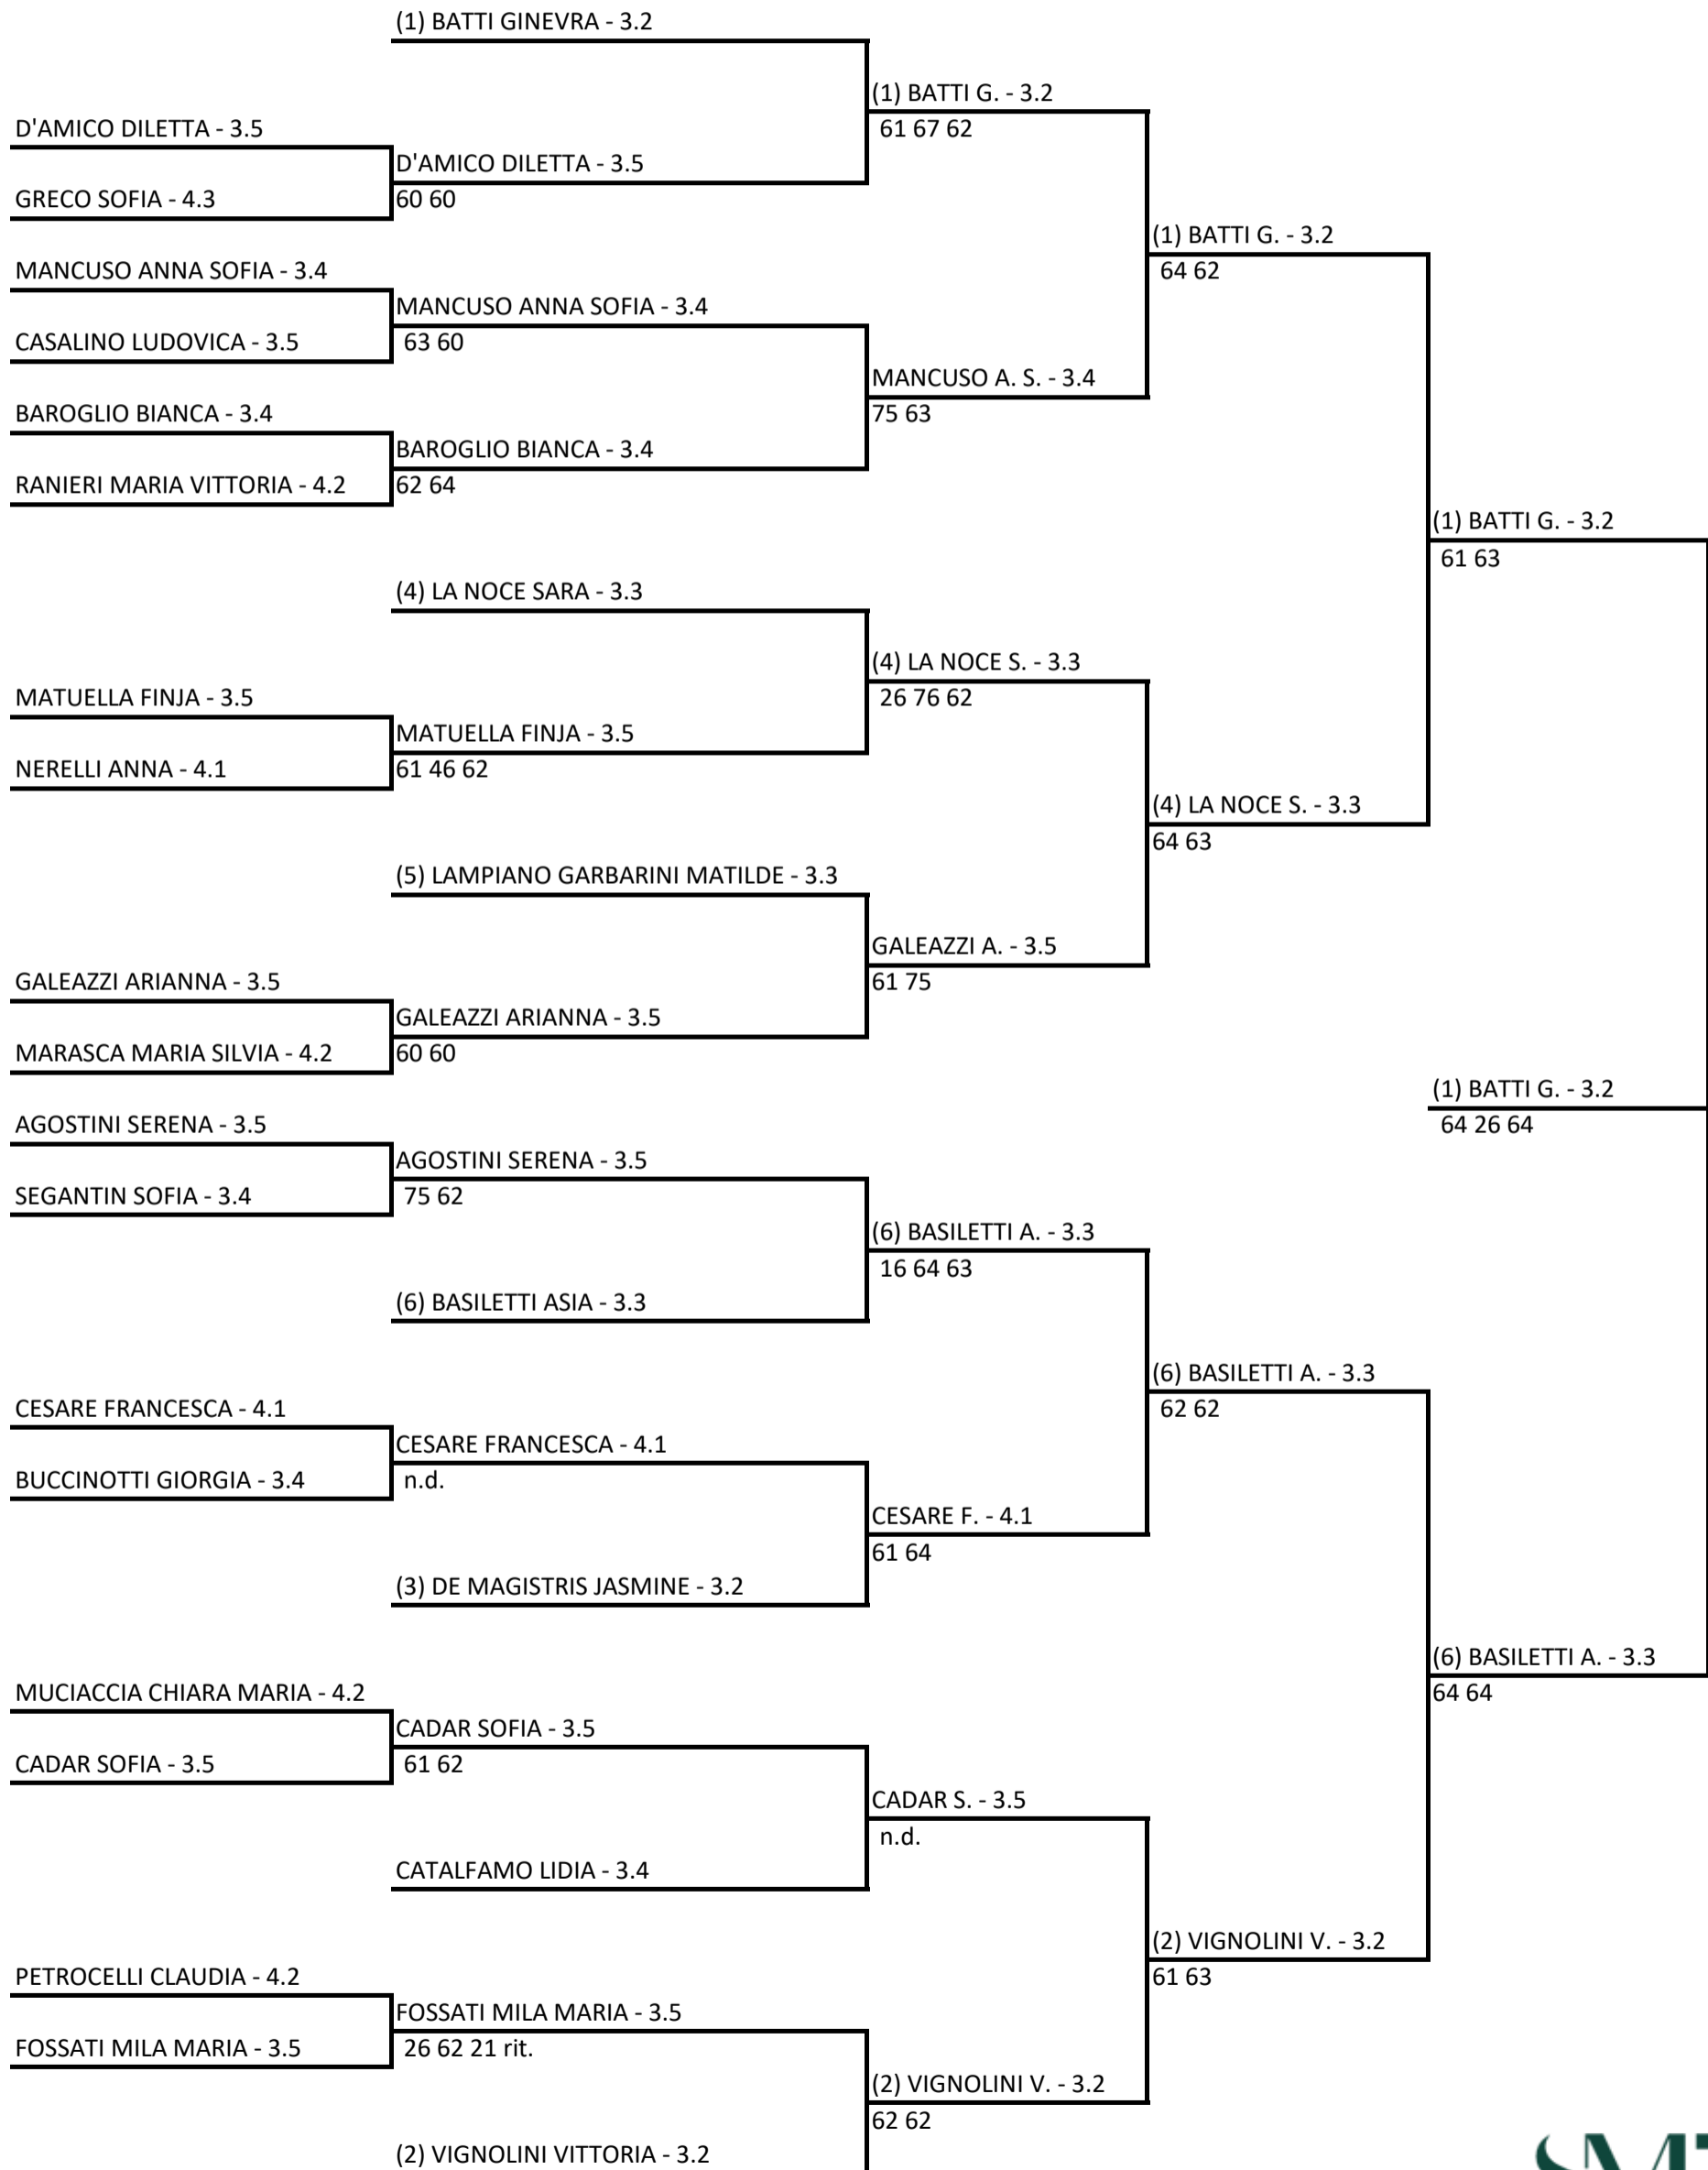 (1) BATTI GINEVRA - 3.2
(1) BATTI G. - 3.2
D'AMICO DILETTA - 3.5
61 67 62
D'AMICO DILETTA - 3.5
GRECO SOFIA - 4.3
60 60
(1) BATTI G. - 3.2
MANCUSO ANNA SOFIA - 3.4
64 62
MANCUSO ANNA SOFIA - 3.4
CASALINO LUDOVICA - 3.5
63 60
MANCUSO A. S. - 3.4
BAROGLIO BIANCA - 3.4
75 63
BAROGLIO BIANCA - 3.4
RANIERI MARIA VITTORIA - 4.2
62 64
(1) BATTI G. - 3.2
61 63
(4) LA NOCE SARA - 3.3
(4) LA NOCE S. - 3.3
MATUELLA FINJA - 3.5
26 76 62
MATUELLA FINJA - 3.5
NERELLI ANNA - 4.1
61 46 62
(4) LA NOCE S. - 3.3
64 63
(5) LAMPIANO GARBARINI MATILDE - 3.3
GALEAZZI A. - 3.5
GALEAZZI ARIANNA - 3.5
61 75
GALEAZZI ARIANNA - 3.5
MARASCA MARIA SILVIA - 4.2
60 60
(1) BATTI G. - 3.2
AGOSTINI SERENA - 3.5
64 26 64
AGOSTINI SERENA - 3.5
SEGANTIN SOFIA - 3.4
75 62
(6) BASILETTI A. - 3.3
16 64 63
(6) BASILETTI ASIA - 3.3
(6) BASILETTI A. - 3.3
CESARE FRANCESCA - 4.1
62 62
CESARE FRANCESCA - 4.1
BUCCINOTTI GIORGIA - 3.4
n.d.
CESARE F. - 4.1
61 64
(3) DE MAGISTRIS JASMINE - 3.2
(6) BASILETTI A. - 3.3
MUCIACCIA CHIARA MARIA - 4.2
64 64
CADAR SOFIA - 3.5
CADAR SOFIA - 3.5
61 62
CADAR S. - 3.5
n.d.
CATALFAMO LIDIA - 3.4
(2) VIGNOLINI V. - 3.2
PETROCELLI CLAUDIA - 4.2
61 63
FOSSATI MILA MARIA - 3.5
FOSSATI MILA MARIA - 3.5
26 62 21 rit.
(2) VIGNOLINI V. - 3.2
62 62
(2) VIGNOLINI VITTORIA - 3.2